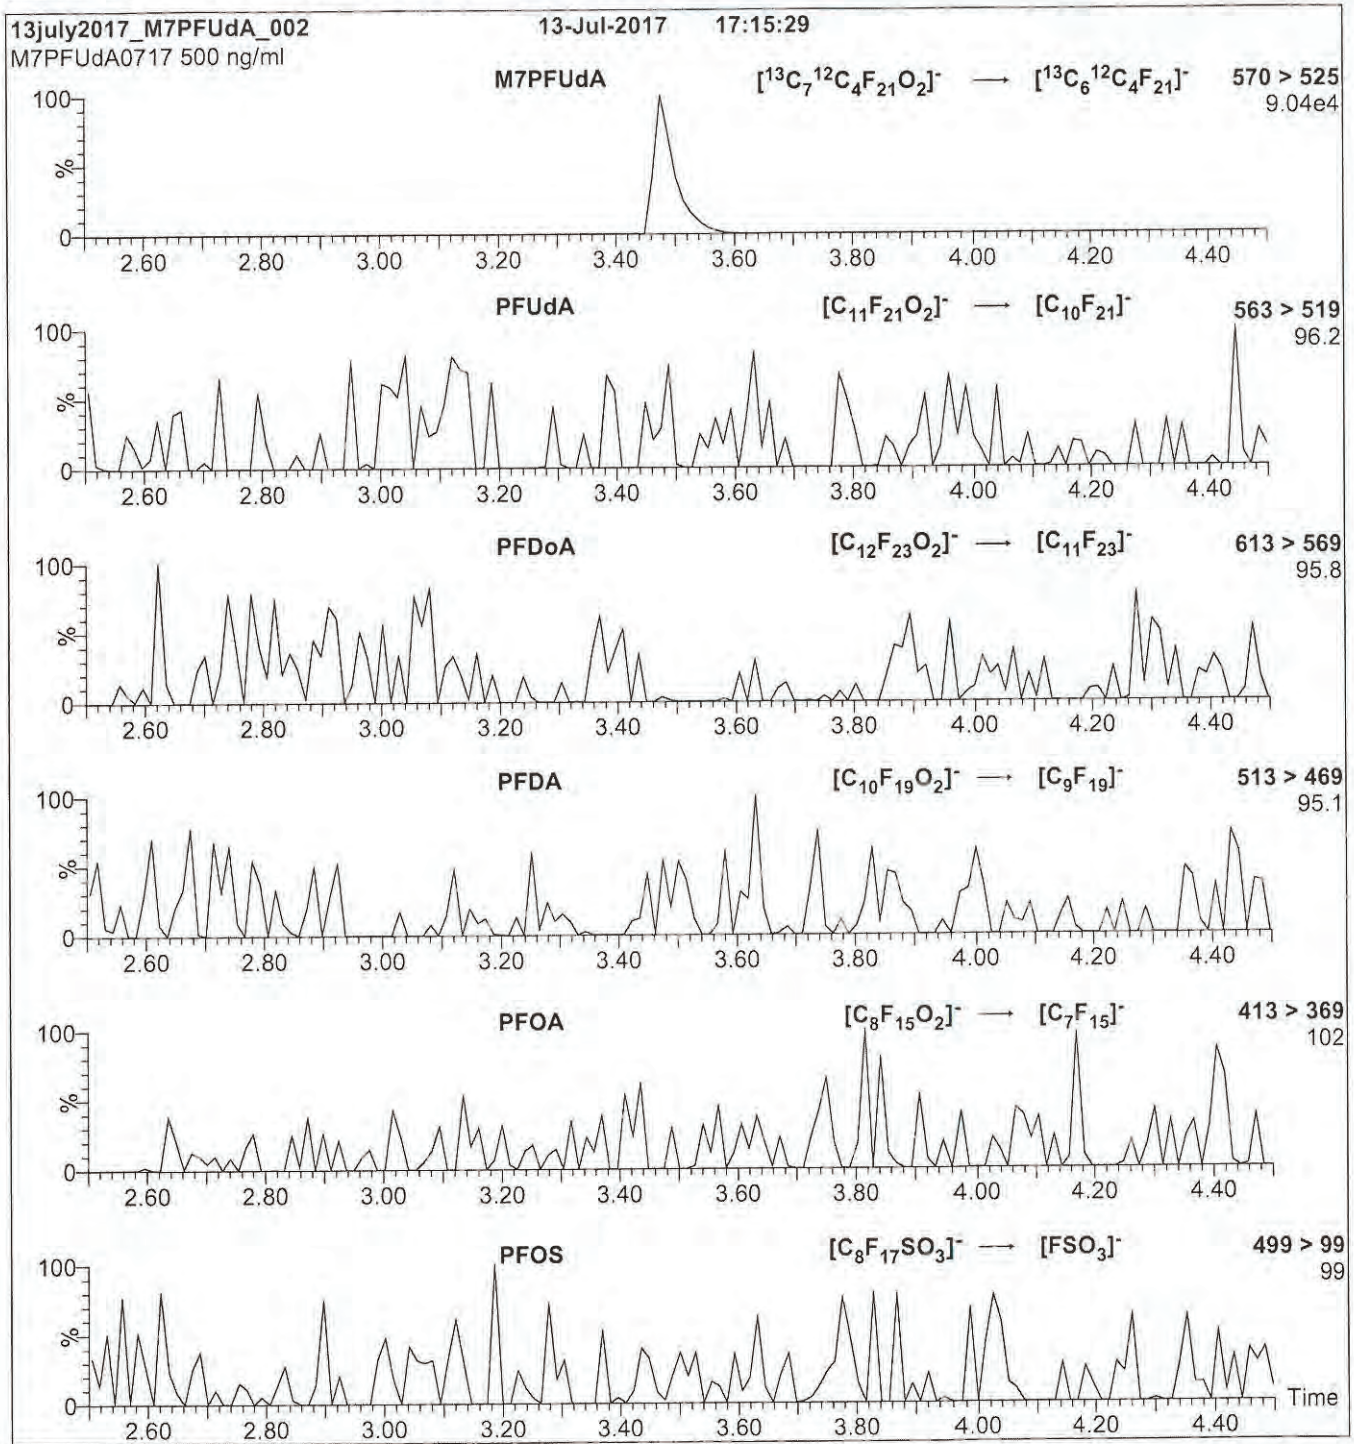 13july2017_M7PFUdA_002 13-Jul-2017 17:15:29
M7PFUdA0717 500 ng/ml
M7PFUdA [¹³C₇¹²C₄F₂₁O₂]⁻ → [¹³C₆¹²C₄F₂₁]⁻ 570 > 525
9.04e4
100
%
0
2.60 2.80 3.00 3.20 3.40 3.60 3.80 4.00 4.20 4.40
PFUdA [C₁₁F₂₁O₂]⁻ → [C₁₀F₂₁]⁻ 563 > 519
96.2
100
%
0
2.60 2.80 3.00 3.20 3.40 3.60 3.80 4.00 4.20 4.40
PFDoA [C₁₂F₂₃O₂]⁻ → [C₁₁F₂₃]⁻ 613 > 569
95.8
100
%
0
2.60 2.80 3.00 3.20 3.40 3.60 3.80 4.00 4.20 4.40
PFDA [C₁₀F₁₉O₂]⁻ → [C₉F₁₉]⁻ 513 > 469
95.1
100
%
0
2.60 2.80 3.00 3.20 3.40 3.60 3.80 4.00 4.20 4.40
PFOA [C₈F₁₅O₂]⁻ → [C₇F₁₅]⁻ 413 > 369
102
100
%
0
2.60 2.80 3.00 3.20 3.40 3.60 3.80 4.00 4.20 4.40
PFOS [C₈F₁₇SO₃]⁻ → [FSO₃]⁻ 499 > 99
99
100
%
0
Time
2.60 2.80 3.00 3.20 3.40 3.60 3.80 4.00 4.20 4.40